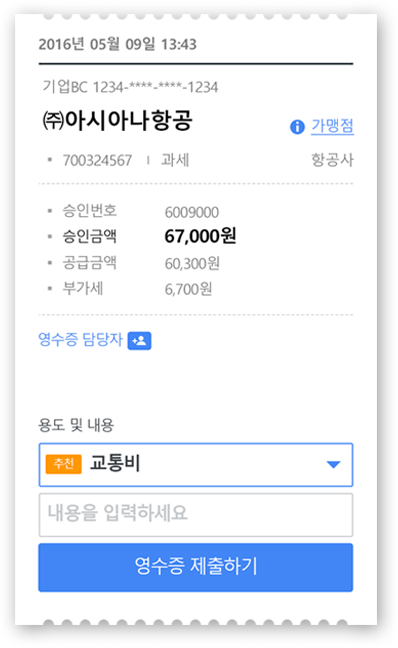 2016년 05월 09일 13:43
기업BC 1234-****-****-1234
㈜아시아나항공 가맹점
700324567 과세 항공사
승인번호 6009000
승인금액 67,000원
공급금액 60,300원
부가세 6,700원
영수증 담당자
용도 및 내용
추천 교통비
내용을 입력하세요
영수증 제출하기